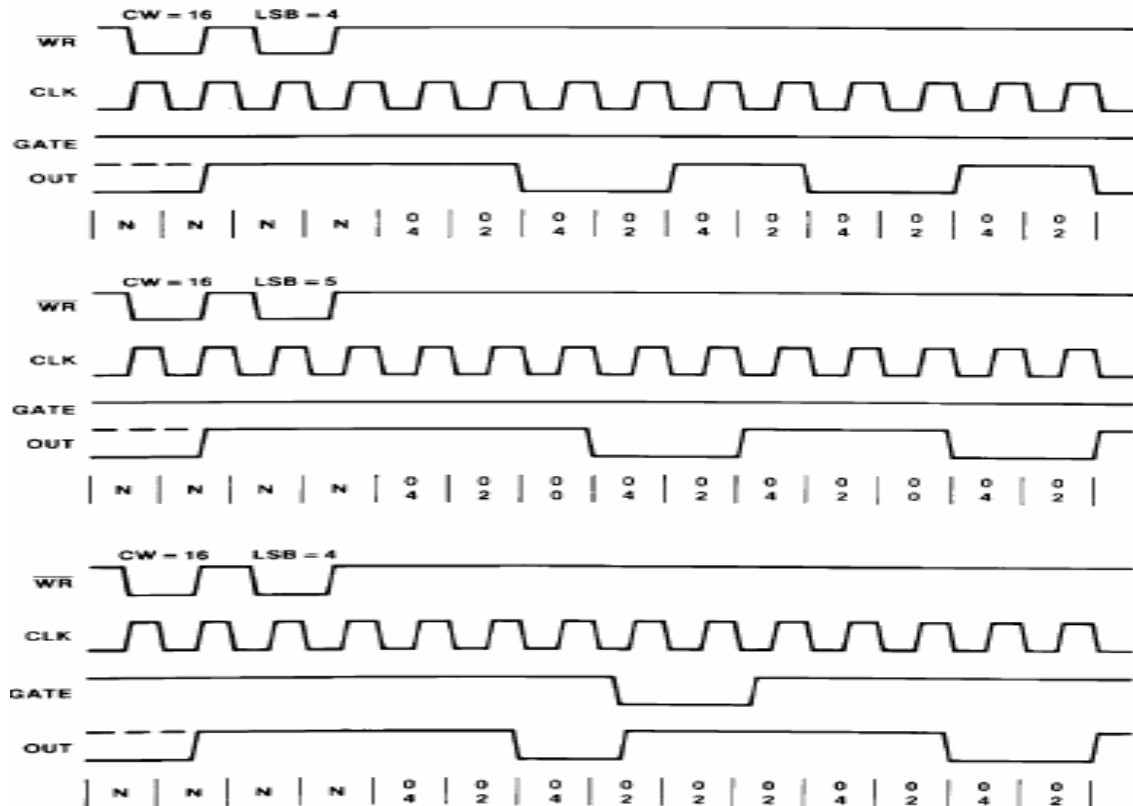 CW = 16 LSB = 4
WR
CLK
GATE
OUT
N N N N 0 4 0 2 0 4 0 2 0 4 0 2 0 4 0 2 0 4 0 2
CW = 16 LSB = 5
WR
CLK
GATE
OUT
N N N N 0 4 0 2 0 0 0 4 0 2 0 4 0 2 0 0 0 4 0 2
CW = 16 LSB = 4
WR
CLK
GATE
OUT
N N N N 0 4 0 2 0 4 0 2 0 2 0 2 0 4 0 2 0 4 0 2